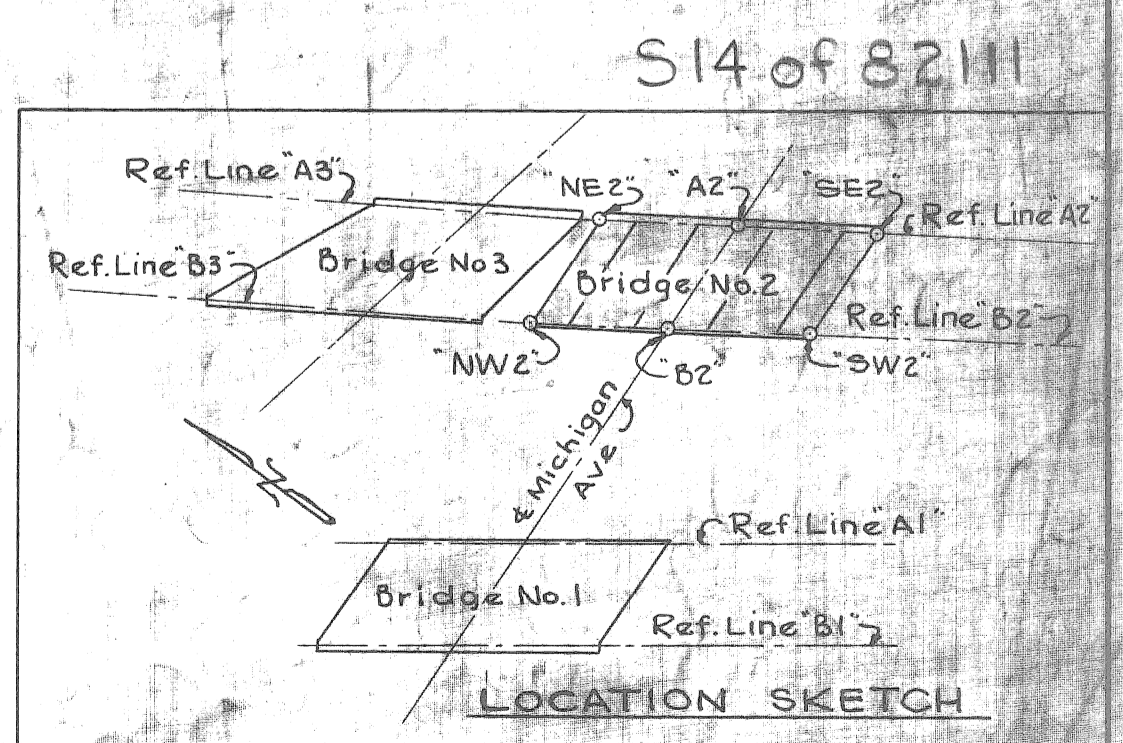 S14 of 82111
Ref. Line "A3"
"NE2"
"A2"
"SE2"
Ref. Line "A2"
Ref. Line "B3"
Bridge No 3
Bridge No. 2
Ref. Line "B2"
"NW2"
"B2"
"SW2"
℄ Michigan
Ave
N
Ref. Line "A1"
Bridge No. 1
Ref. Line "B1"
LOCATION SKETCH